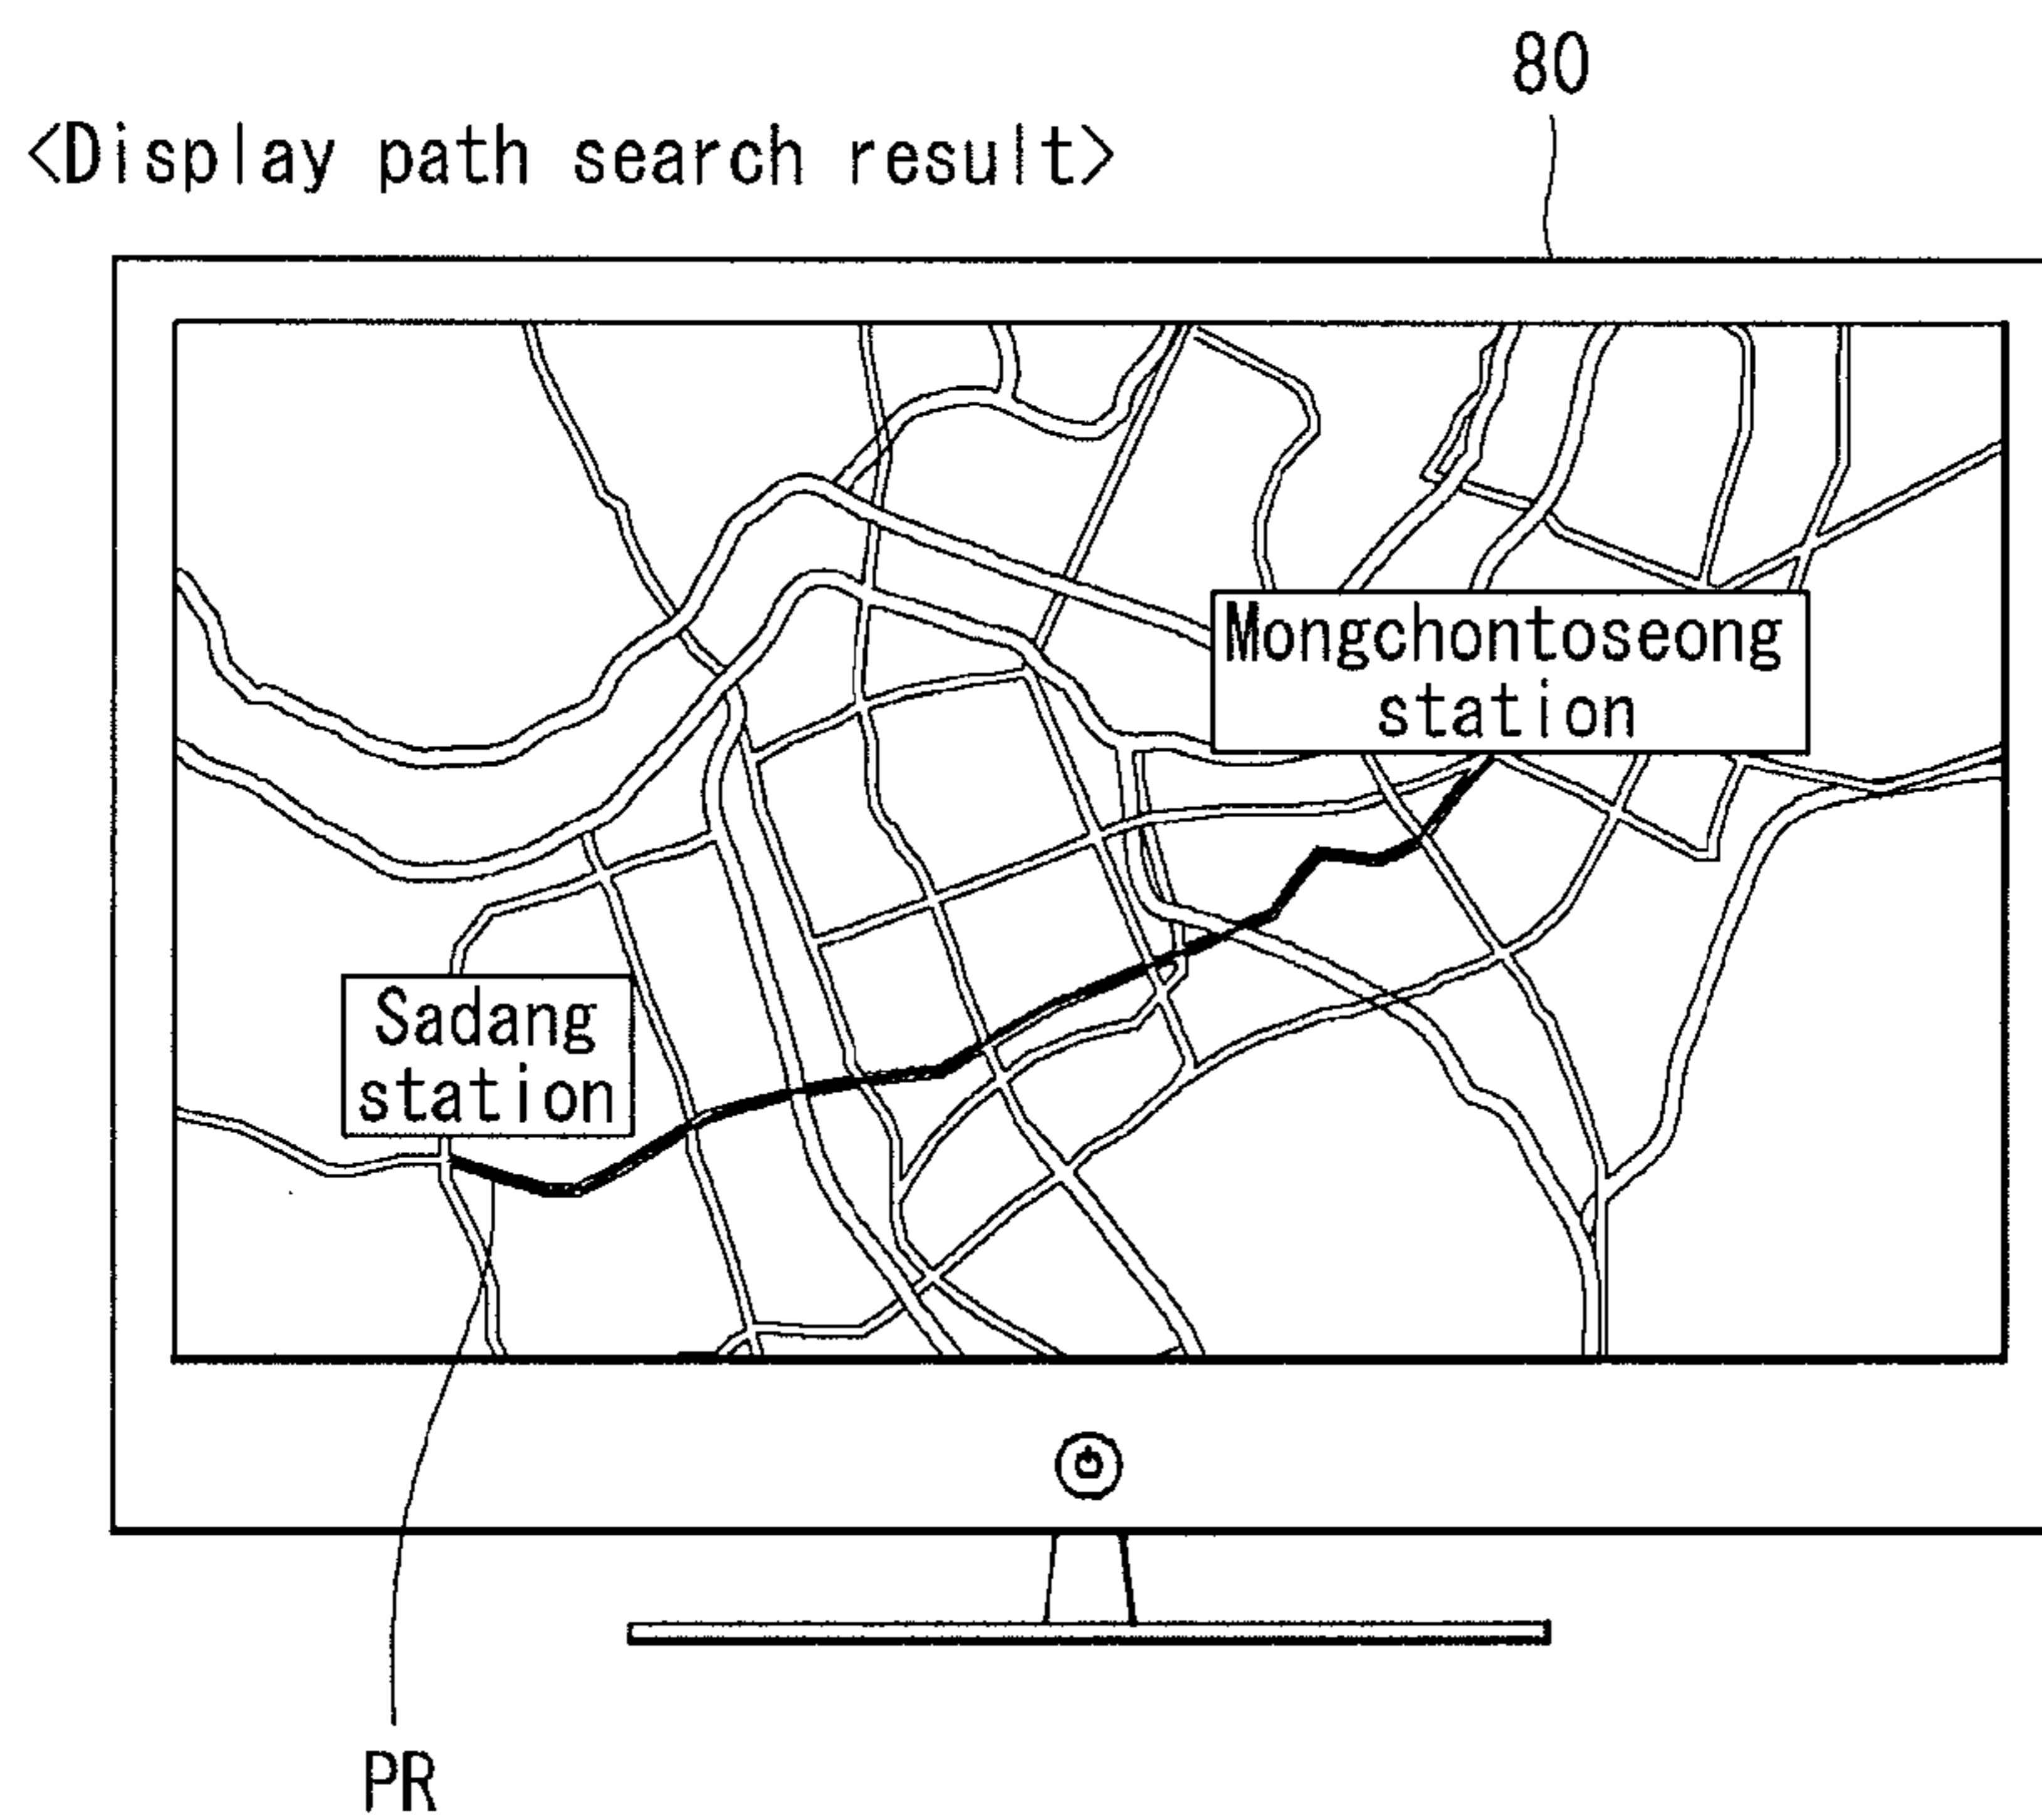 80
<Display path search result>
Mongchontoseong
station
Sadang
station
PR